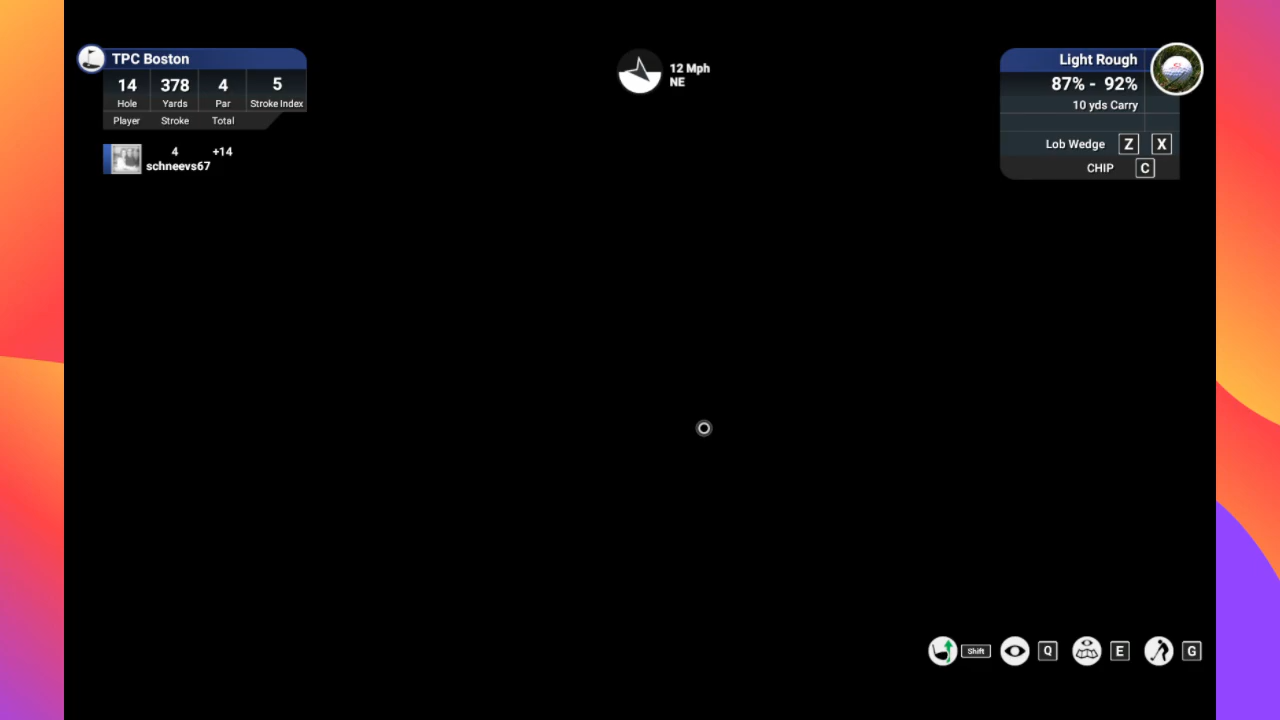 TPC Boston
14 378 4 5
Hole Yards Par Stroke Index
Player Stroke Total
4 +14
schneevs67
12 Mph
NE
Light Rough
87% - 92%
10 yds Carry
Lob Wedge Z X
CHIP C
Shift Q E G